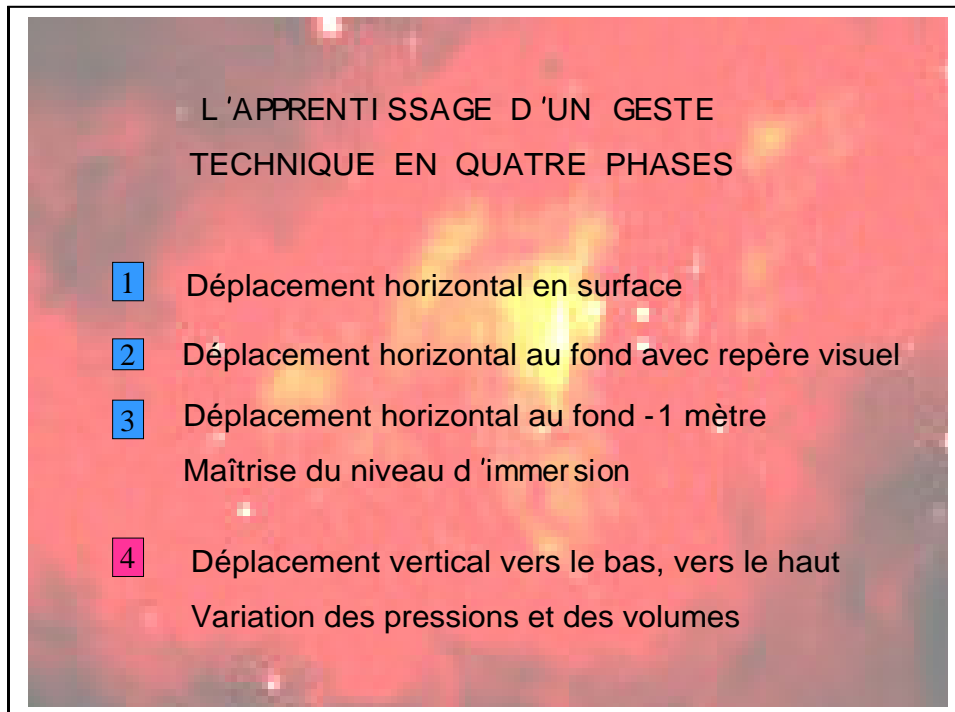 L 'APPRENTISSAGE D 'UN GESTE
TECHNIQUE EN QUATRE PHASES
1 Déplacement horizontal en surface
2 Déplacement horizontal au fond avec repère visuel
3 Déplacement horizontal au fond -1 mètre
Maîtrise du niveau d 'immersion
4 Déplacement vertical vers le bas, vers le haut
Variation des pressions et des volumes